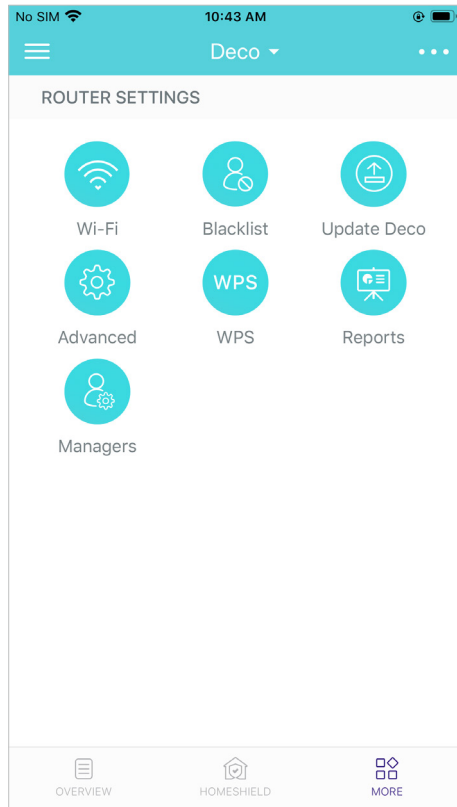 No SIM 10:43 AM
Deco
ROUTER SETTINGS
Wi-Fi Blacklist Update Deco
WPS
Advanced WPS Reports
Managers
OVERVIEW HOMESHIELD MORE